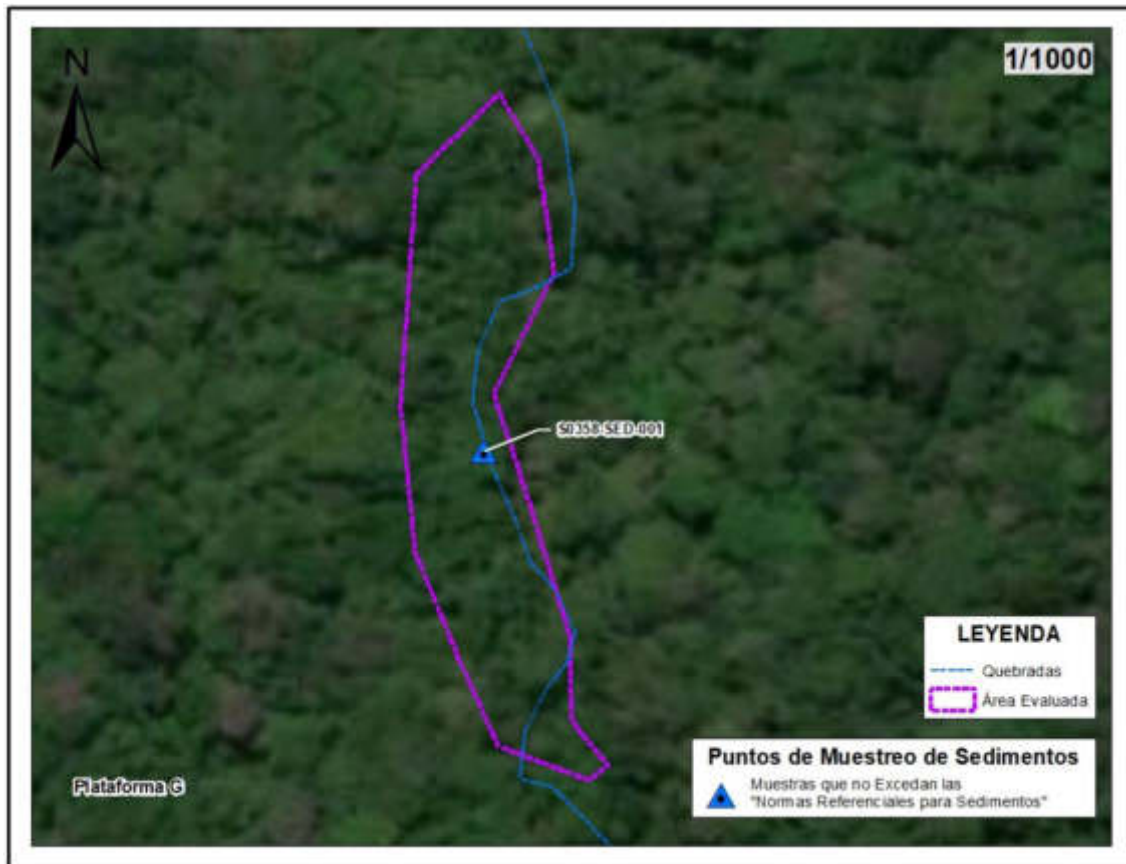 N
1/1000
S0358-SED-001
LEYENDA
Quebradas
Área Evaluada
Puntos de Muestreo de Sedimentos
Muestras que no Excedan las
"Normas Referenciales para Sedimentos"
Plataforma G